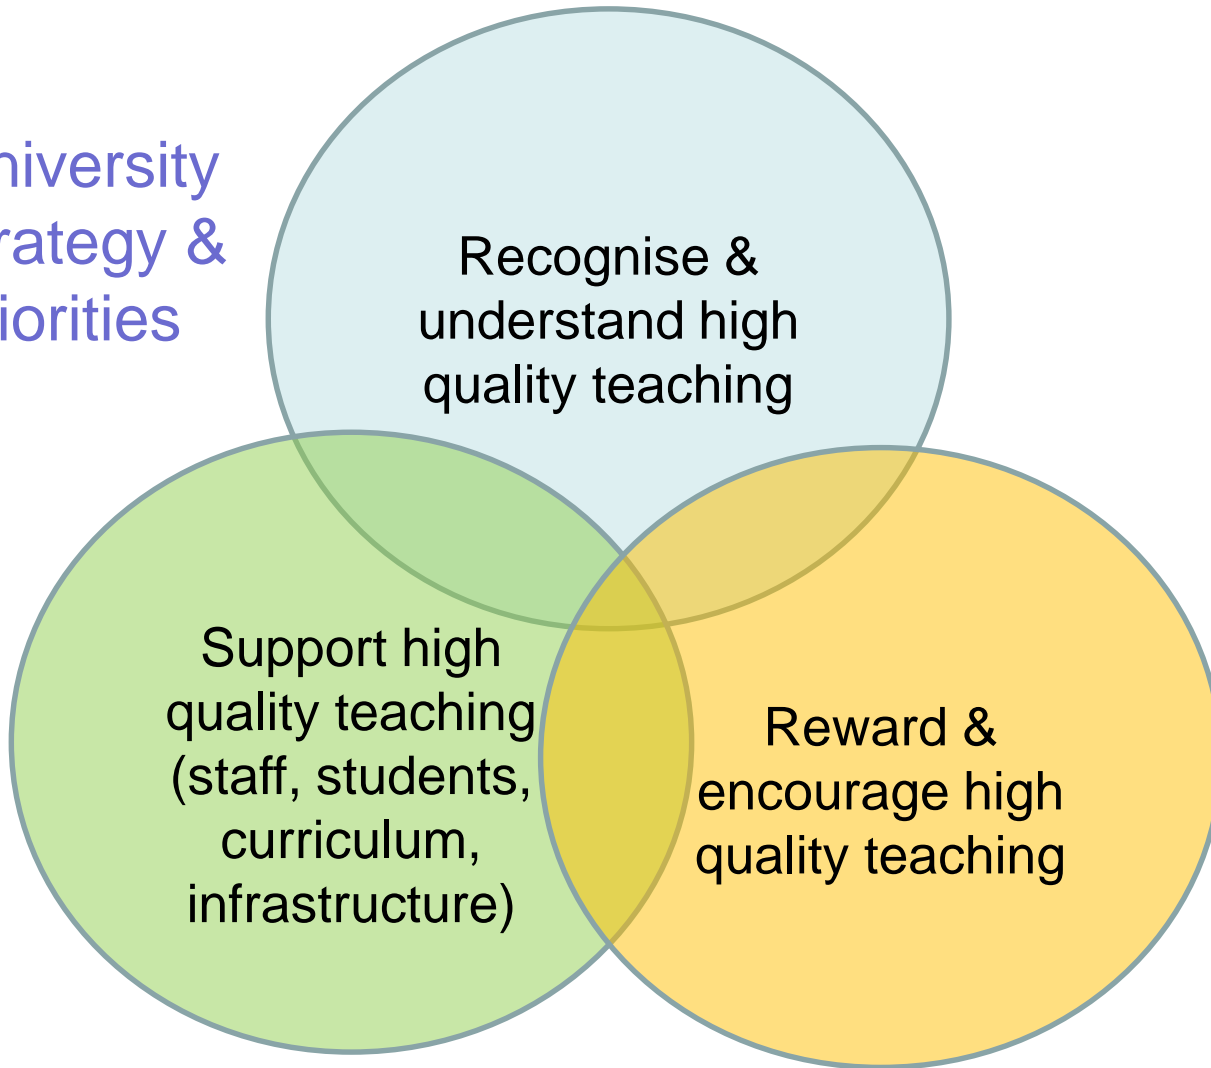 niversity
rategy &
iorities
Recognise &
understand high
quality teaching
Support high
quality teaching
(staff, students,
curriculum,
infrastructure)
Reward &
encourage high
quality teaching